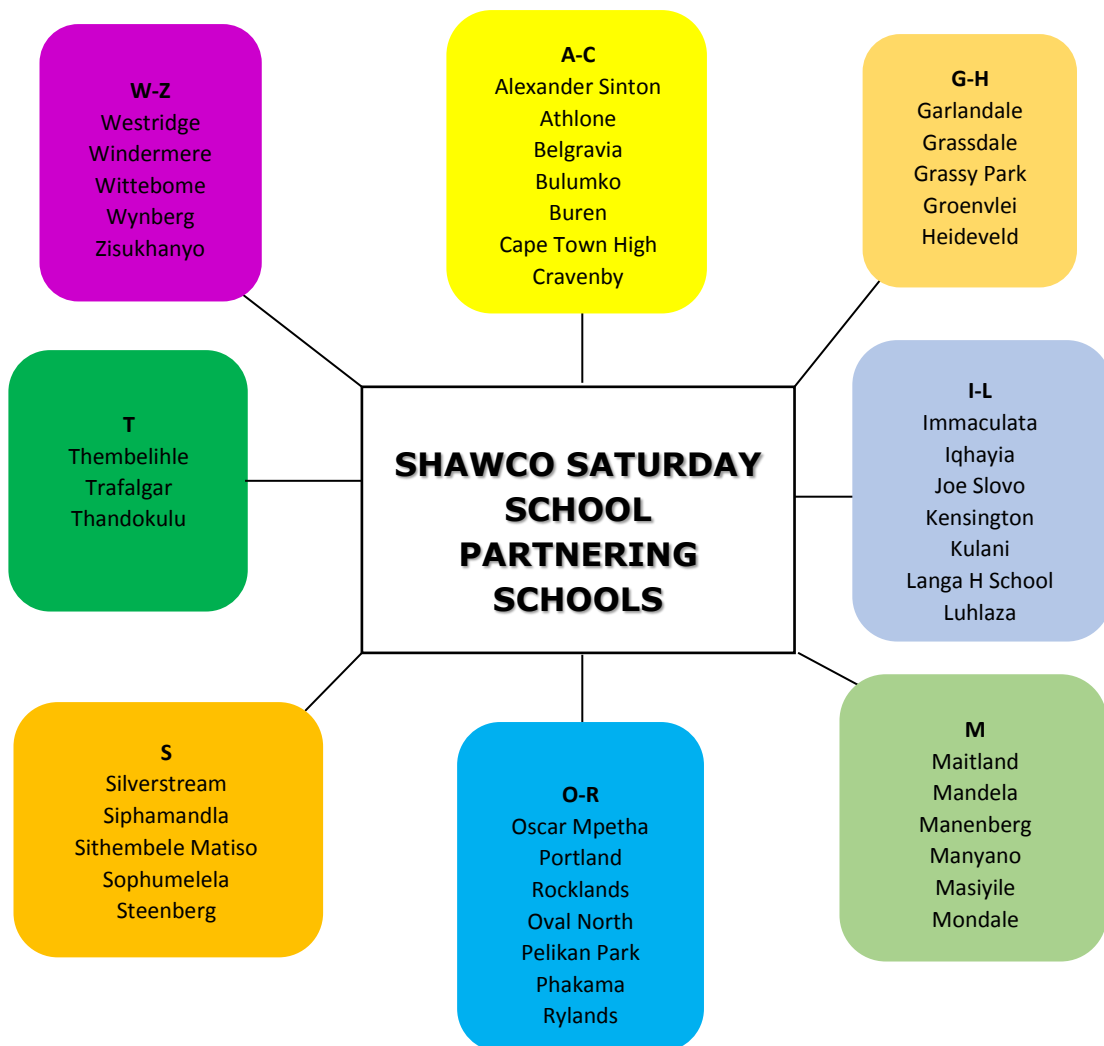 W-Z
Westridge
Windermere
Wittebome
Wynberg
Zisukhanyo
A-C
Alexander Sinton
Athlone
Belgravia
Bulumko
Buren
Cape Town High
Cravenby
G-H
Garlandale
Grassdale
Grassy Park
Groenvlei
Heideveld
T
Thembelihle
Trafalgar
Thandokulu
SHAWCO SATURDAY
SCHOOL
PARTNERING
SCHOOLS
I-L
Immaculata
Iqhayia
Joe Slovo
Kensington
Kulani
Langa H School
Luhlaza
S
Silverstream
Siphamandla
Sithembele Matiso
Sophumelela
Steenberg
O-R
Oscar Mpetha
Portland
Rocklands
Oval North
Pelikan Park
Phakama
Rylands
M
Maitland
Mandela
Manenberg
Manyano
Masiyile
Mondale